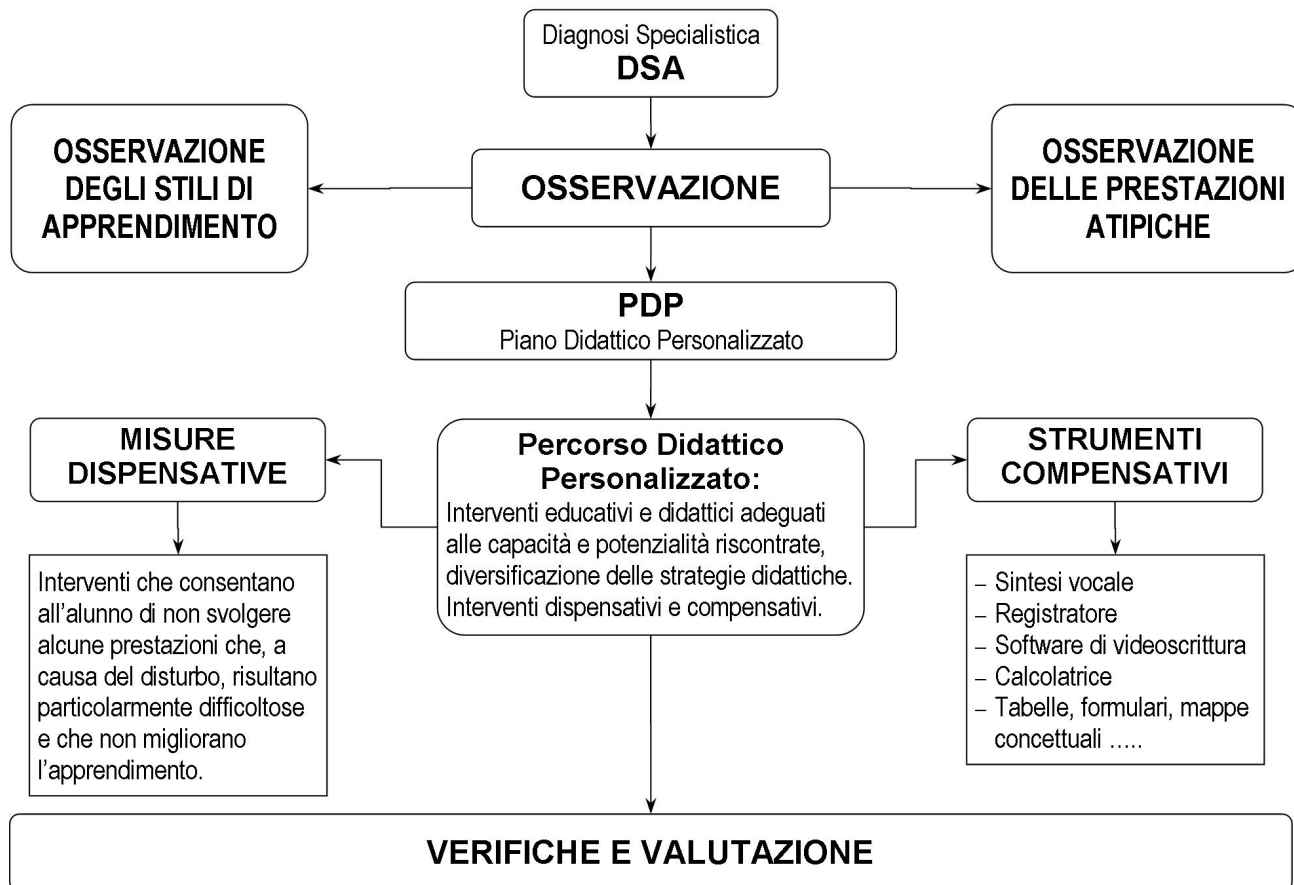 Diagnosi Specialistica
DSA
OSSERVAZIONE
DEGLI STILI DI
APPRENDIMENTO
OSSERVAZIONE
OSSERVAZIONE
DELLE PRESTAZIONI
ATIPICHE
PDP
Piano Didattico Personalizzato
MISURE
DISPENSATIVE
Percorso Didattico
Personalizzato:
Interventi educativi e didattici adeguati
alle capacità e potenzialità riscontrate,
diversificazione delle strategie didattiche.
Interventi dispensativi e compensativi.
STRUMENTI
COMPENSATIVI
Interventi che consentano
all’alunno di non svolgere
alcune prestazioni che, a
causa del disturbo, risultano
particolarmente difficoltose
e che non migliorano
l’apprendimento.
– Sintesi vocale
– Registratore
– Software di videoscrittura
– Calcolatrice
– Tabelle, formulari, mappe
concettuali …..
VERIFICHE E VALUTAZIONE